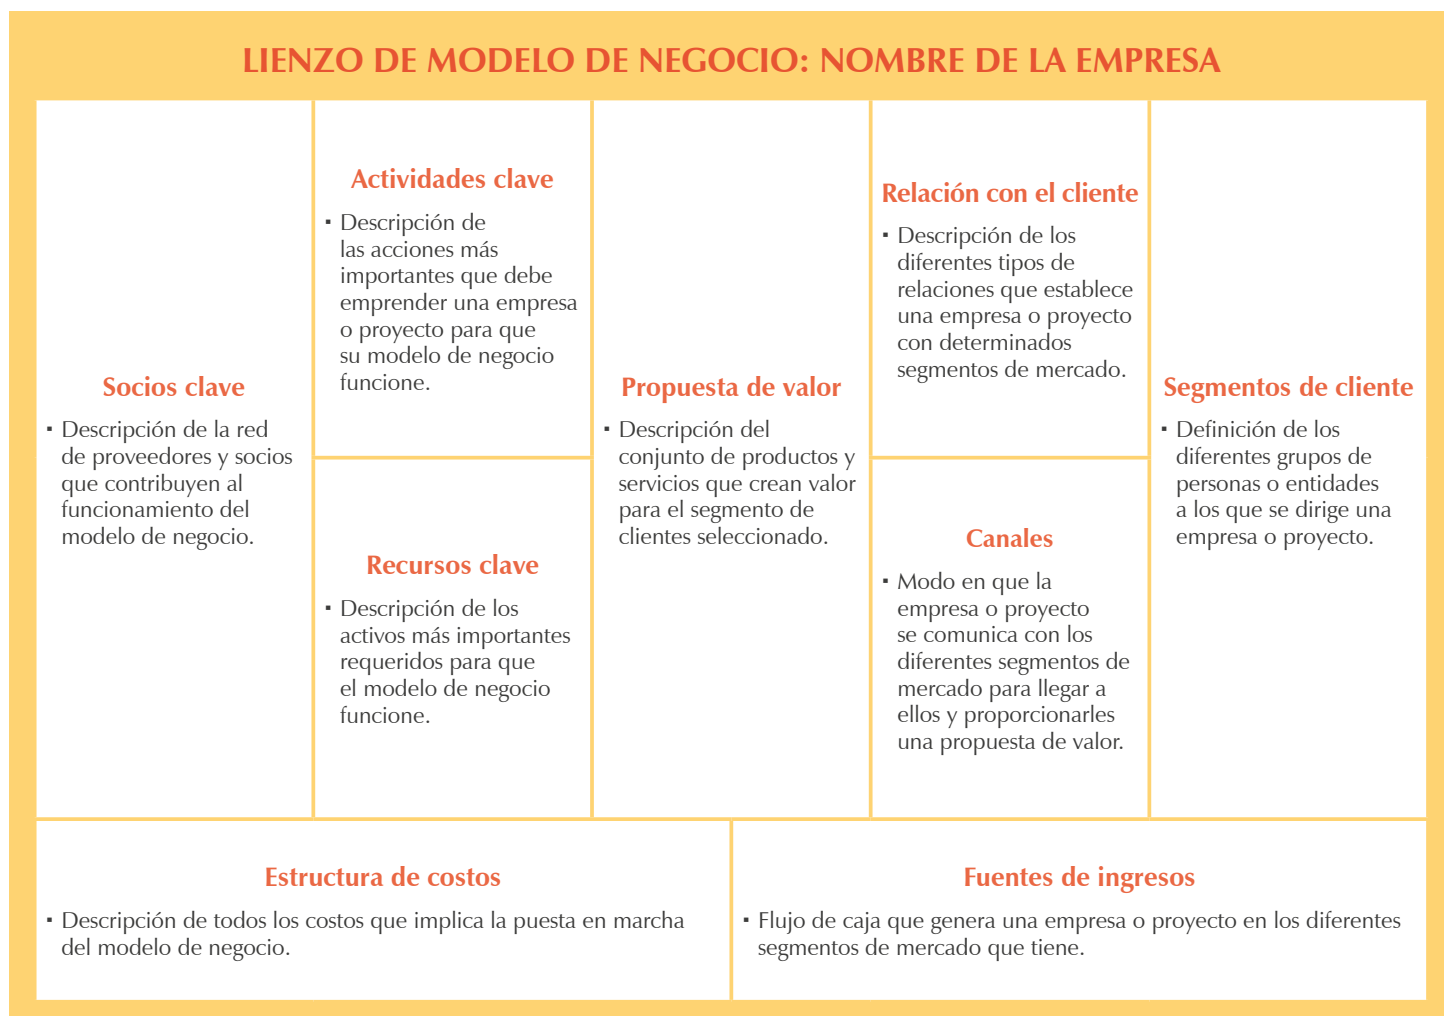 LIENZO DE MODELO DE NEGOCIO: NOMBRE DE LA EMPRESA
Socios clave
▪ Descripción de la red
de proveedores y socios
que contribuyen al
funcionamiento del
modelo de negocio.
Actividades clave
▪ Descripción de
las acciones más
importantes que debe
emprender una empresa
o proyecto para que
su modelo de negocio
funcione.
Recursos clave
▪ Descripción de los
activos más importantes
requeridos para que
el modelo de negocio
funcione.
Propuesta de valor
▪ Descripción del
conjunto de productos y
servicios que crean valor
para el segmento de
clientes seleccionado.
Relación con el cliente
▪ Descripción de los
diferentes tipos de
relaciones que establece
una empresa o proyecto
con determinados
segmentos de mercado.
Canales
▪ Modo en que la
empresa o proyecto
se comunica con los
diferentes segmentos de
mercado para llegar a
ellos y proporcionarles
una propuesta de valor.
Segmentos de cliente
▪ Definición de los
diferentes grupos de
personas o entidades
a los que se dirige una
empresa o proyecto.
Estructura de costos
▪ Descripción de todos los costos que implica la puesta en marcha
del modelo de negocio.
Fuentes de ingresos
▪ Flujo de caja que genera una empresa o proyecto en los diferentes
segmentos de mercado que tiene.